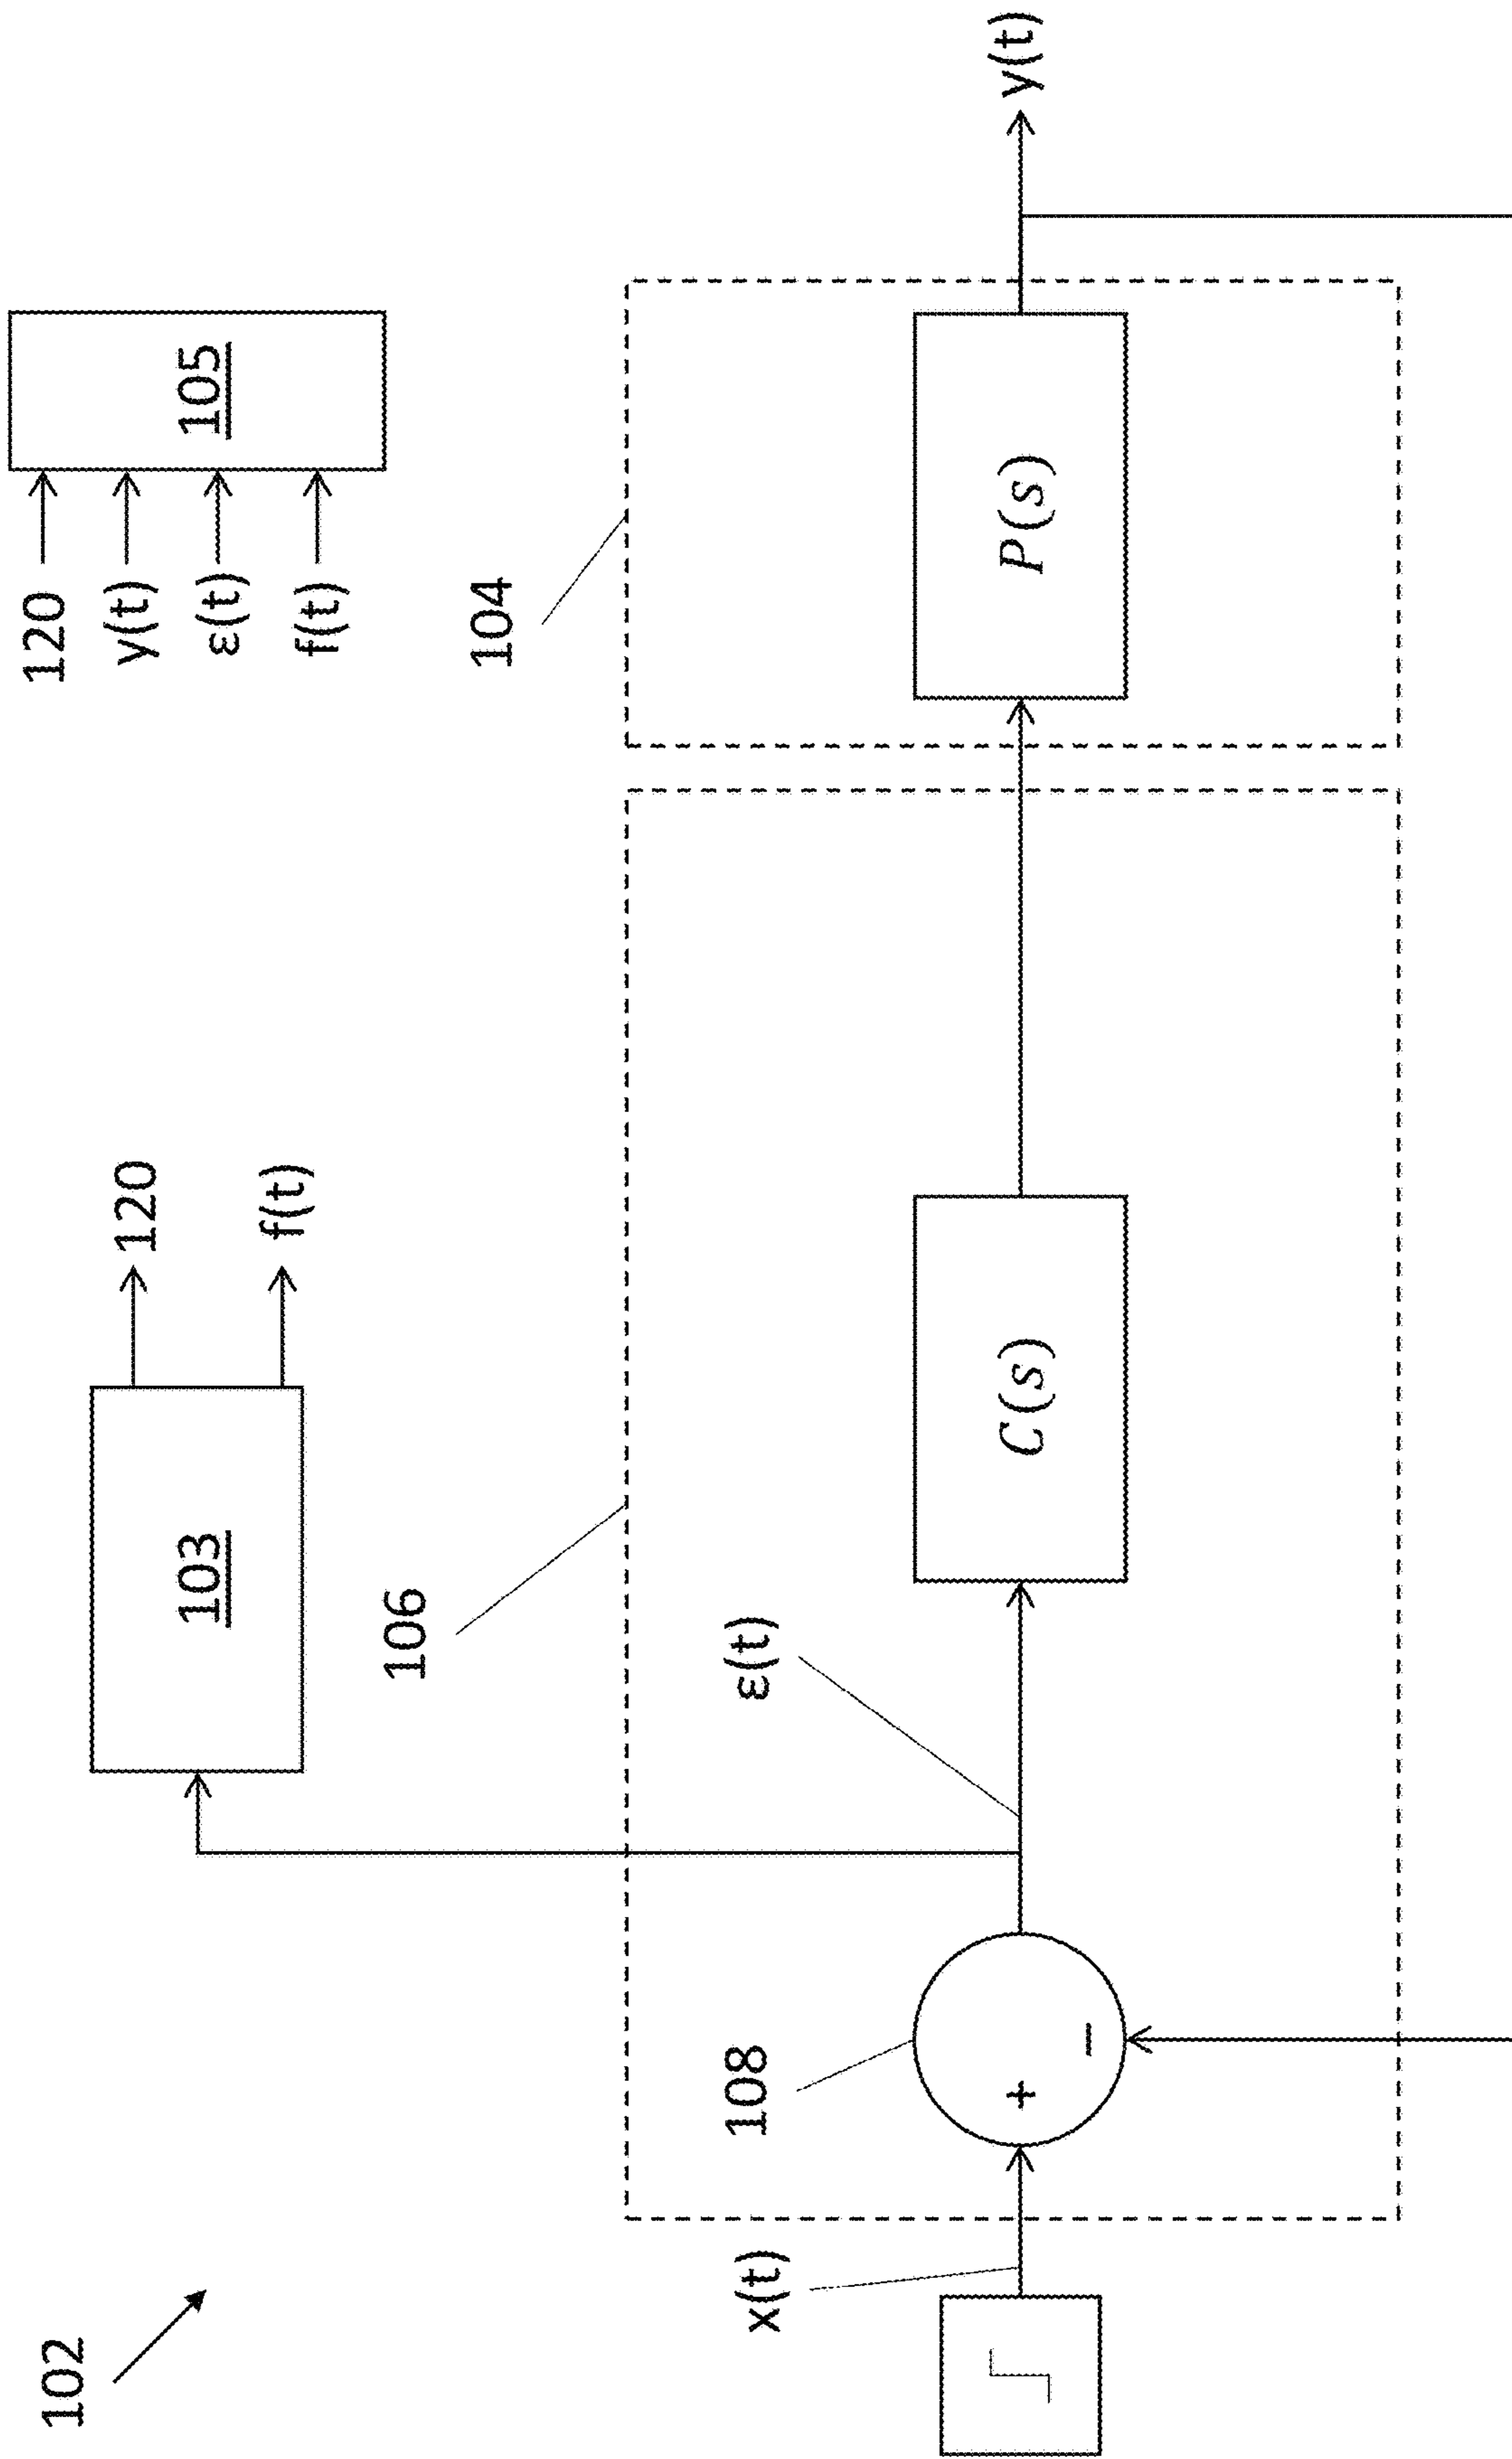 102
103
120
f(t)
120
y(t)
ε(t)
f(t)
105
106
104
x(t)
108
ε(t)
+
−
C(s)
P(s)
y(t)